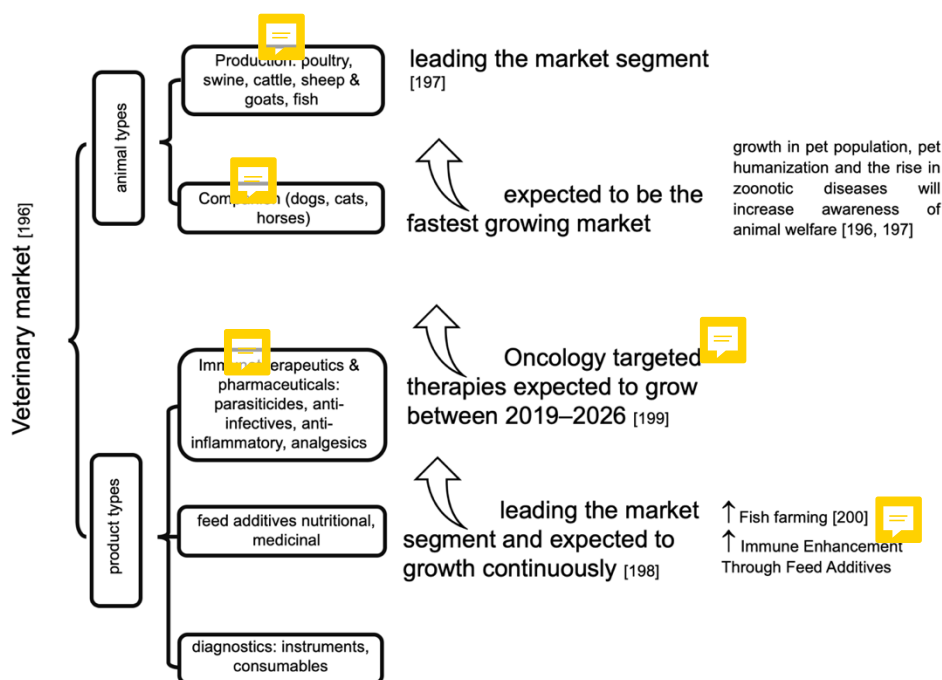 Veterinary market [196]
animal types
Production: poultry,
swine, cattle, sheep &
goats, fish
leading the market segment
[197]
Companion (dogs, cats,
horses)
expected to be the
fastest growing market
growth in pet population, pet
humanization and the rise in
zoonotic diseases will
increase awareness of
animal welfare [196, 197]
product types
pharmaceuticals:
parasiticides, anti-
infectives, anti-
inflammatory, analgesics
Oncology targeted
therapies expected to grow
between 2019–2026 [199]
feed additives nutritional,
medicinal
leading the market
segment and expected to
growth continuously [198]
↑ Fish farming [200]
↑ Immune Enhancement
Through Feed Additives
diagnostics: instruments,
consumables